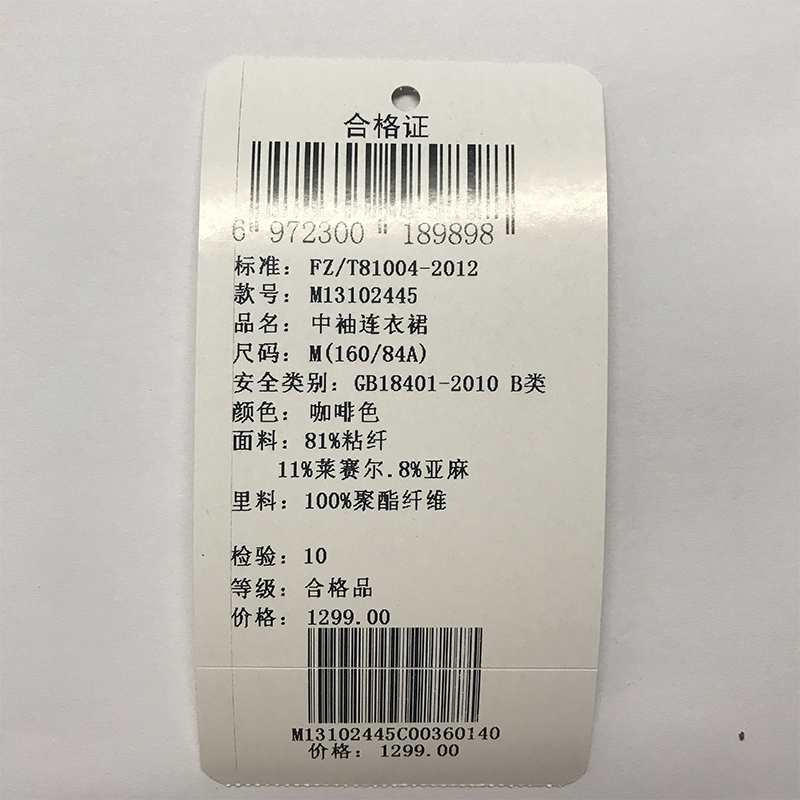 合格证
6 972300 189898
标准：FZ/T81004-2012
款号：M13102445
品名：中袖连衣裙
尺码：M(160/84A)
安全类别：GB18401-2010 B类
颜色：咖啡色
面料：81%粘纤
11%莱赛尔.8%亚麻
里料：100%聚酯纤维
检验：10
等级：合格品
价格：1299.00
M13102445C00360140
价格：1299.00